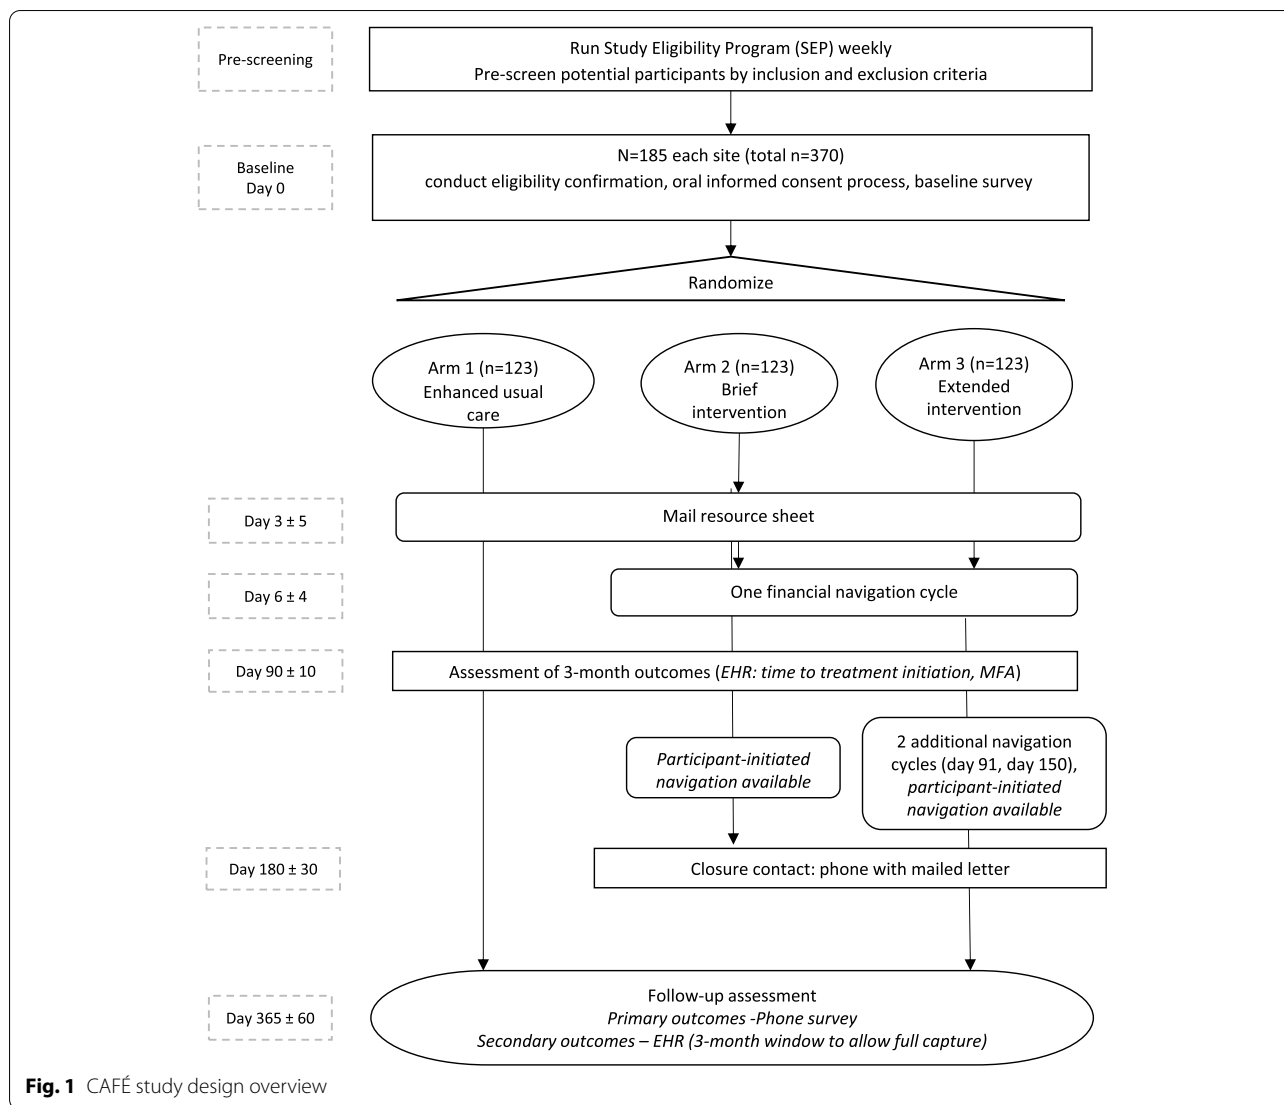 Pre-screening
Run Study Eligibility Program (SEP) weekly
Pre-screen potential participants by inclusion and exclusion criteria
Baseline
Day 0
N=185 each site (total n=370)
conduct eligibility confirmation, oral informed consent process, baseline survey
Randomize
Arm 1 (n=123)
Enhanced usual
care
Arm 2 (n=123)
Brief
intervention
Arm 3 (n=123)
Extended
intervention
Day 3 ± 5
Mail resource sheet
Day 6 ± 4
One financial navigation cycle
Day 90 ± 10
Assessment of 3-month outcomes (EHR: time to treatment initiation, MFA)
Participant-initiated
navigation available
2 additional navigation
cycles (day 91, day 150),
participant-initiated
navigation available
Day 180 ± 30
Closure contact: phone with mailed letter
Day 365 ± 60
Follow-up assessment
Primary outcomes -Phone survey
Secondary outcomes – EHR (3-month window to allow full capture)
Fig. 1 CAFÉ study design overview